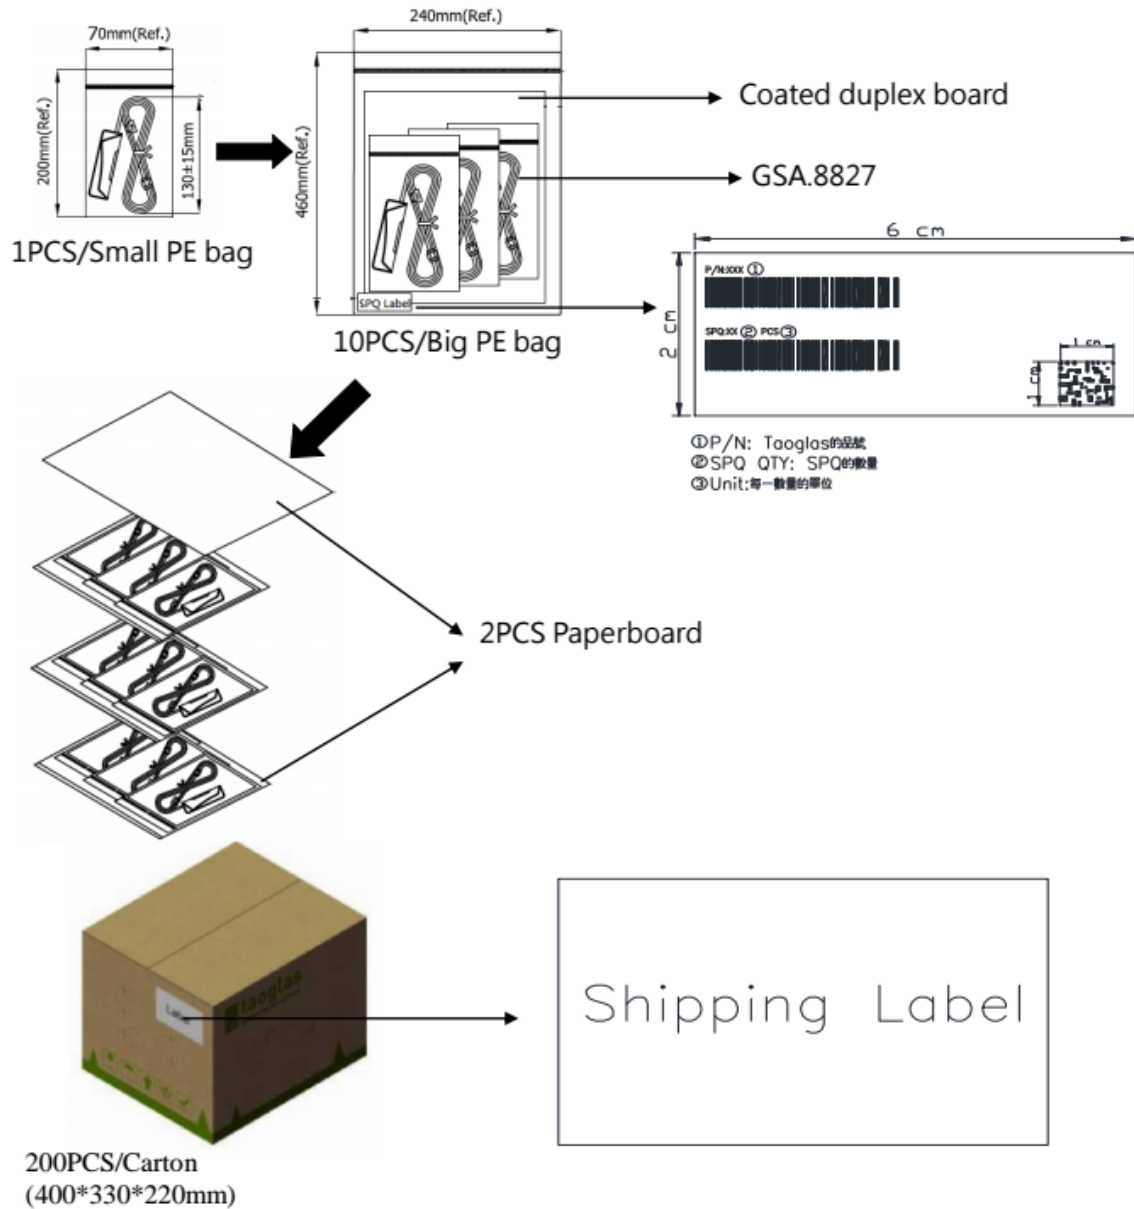 70mm(Ref.)
200mm(Ref.)
130±15mm
1PCS/Small PE bag
240mm(Ref.)
460mm(Ref.)
Coated duplex board
GSA.8827
SPQ Label
10PCS/Big PE bag
6 cm
2 cm
P/N:XXX ①
SPQ:XX ② PCS③
1 cm
1 cm
①P/N: Taoglas的品號
②SPQ QTY: SPQ的數量
③Unit:每一數量的單位
2PCS Paperboard
taoglas
Label
Shipping Label
200PCS/Carton
(400*330*220mm)